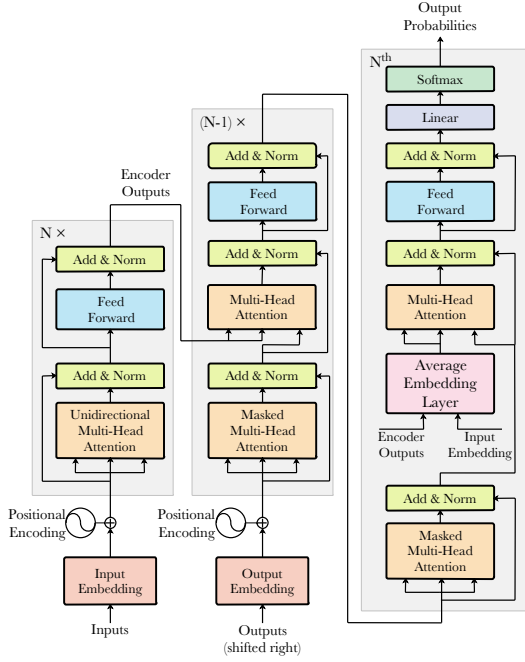 Output
Probabilities
Nth
Softmax
Linear
Add & Norm
Feed
Forward
Add & Norm
Multi-Head
Attention
Average
Embedding
Layer
Encoder
Outputs
Input
Embedding
Add & Norm
Masked
Multi-Head
Attention
(N-1) ×
Add & Norm
Feed
Forward
Add & Norm
Multi-Head
Attention
Add & Norm
Masked
Multi-Head
Attention
Positional
Encoding
Output
Embedding
Outputs
(shifted right)
Encoder
Outputs
N ×
Add & Norm
Feed
Forward
Add & Norm
Unidirectional
Multi-Head
Attention
Positional
Encoding
Input
Embedding
Inputs